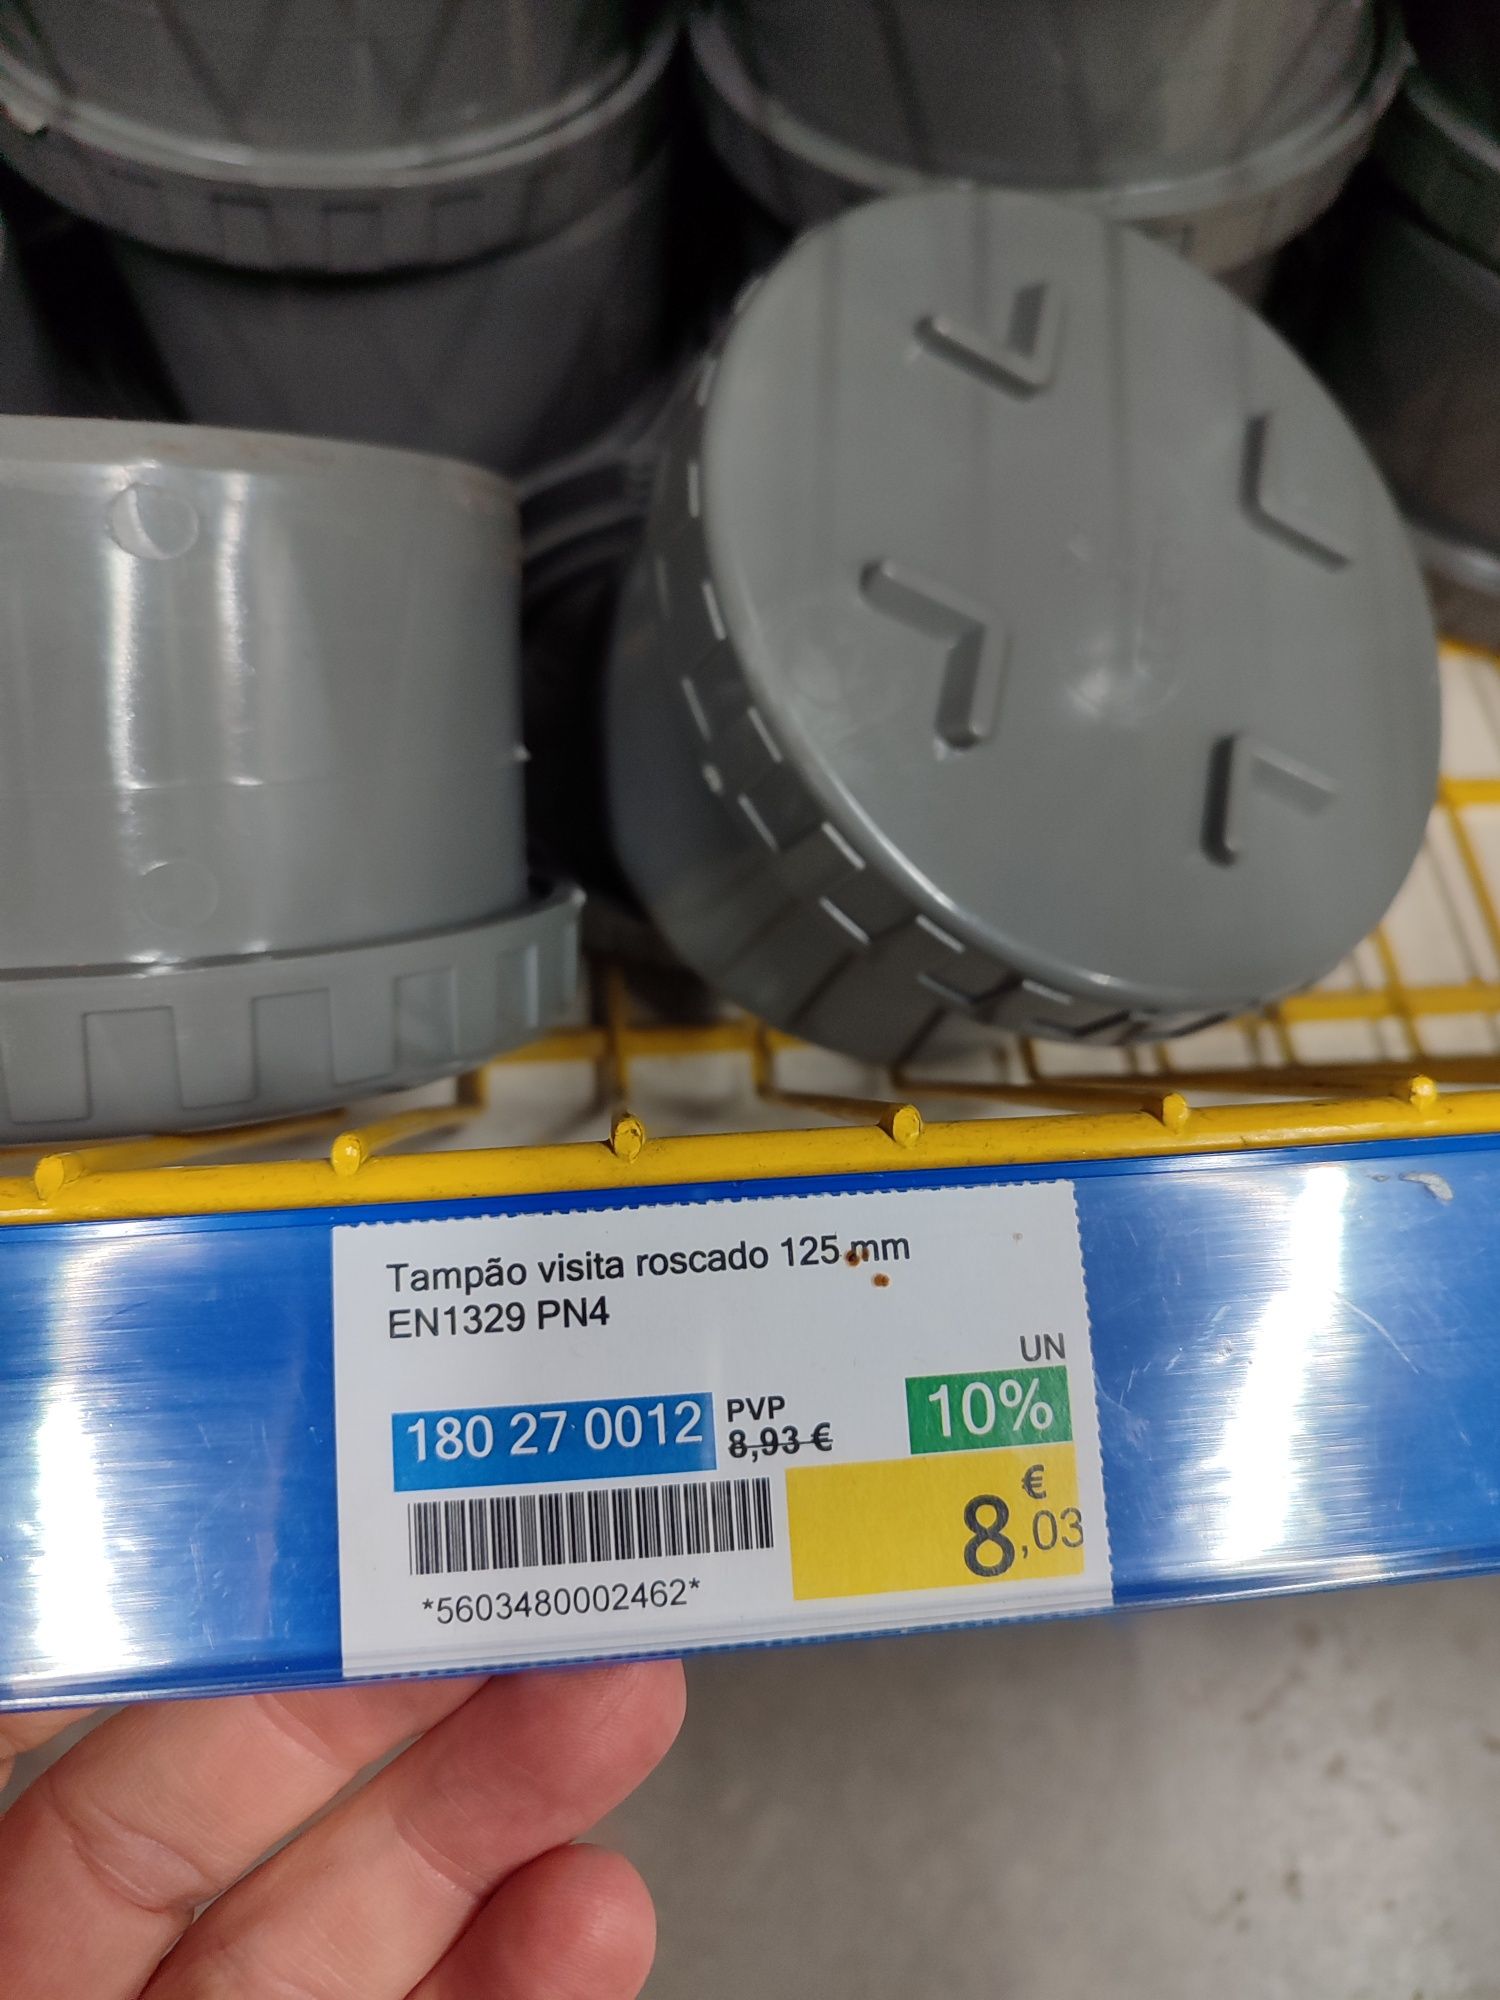 Tampão visita roscado 125 mm
EN1329 PN4
UN
180 27 0012
PVP
8,93 €
10%
€
8,03
*5603480002462*